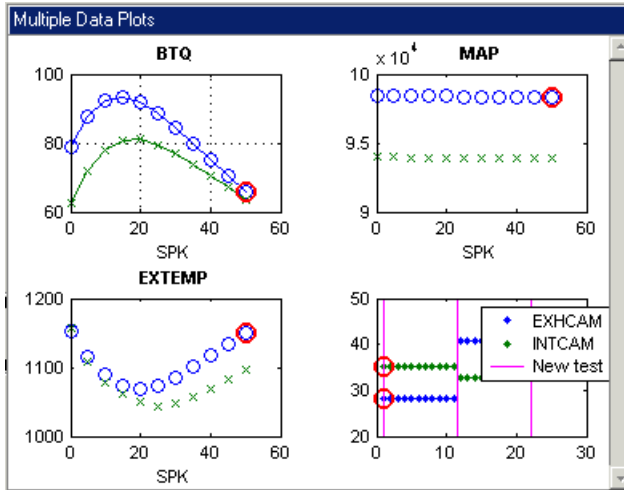 Multiple Data Plots
BTQ
100
80
60
0 20 40 60
SPK
MAP
x 10^4
10
9.5
9
0 20 40 60
SPK
EXTEMP
1200
1100
1000
0 20 40 60
SPK
50
40
30
20
0 10 20 30
EXHCAM
INTCAM
New test